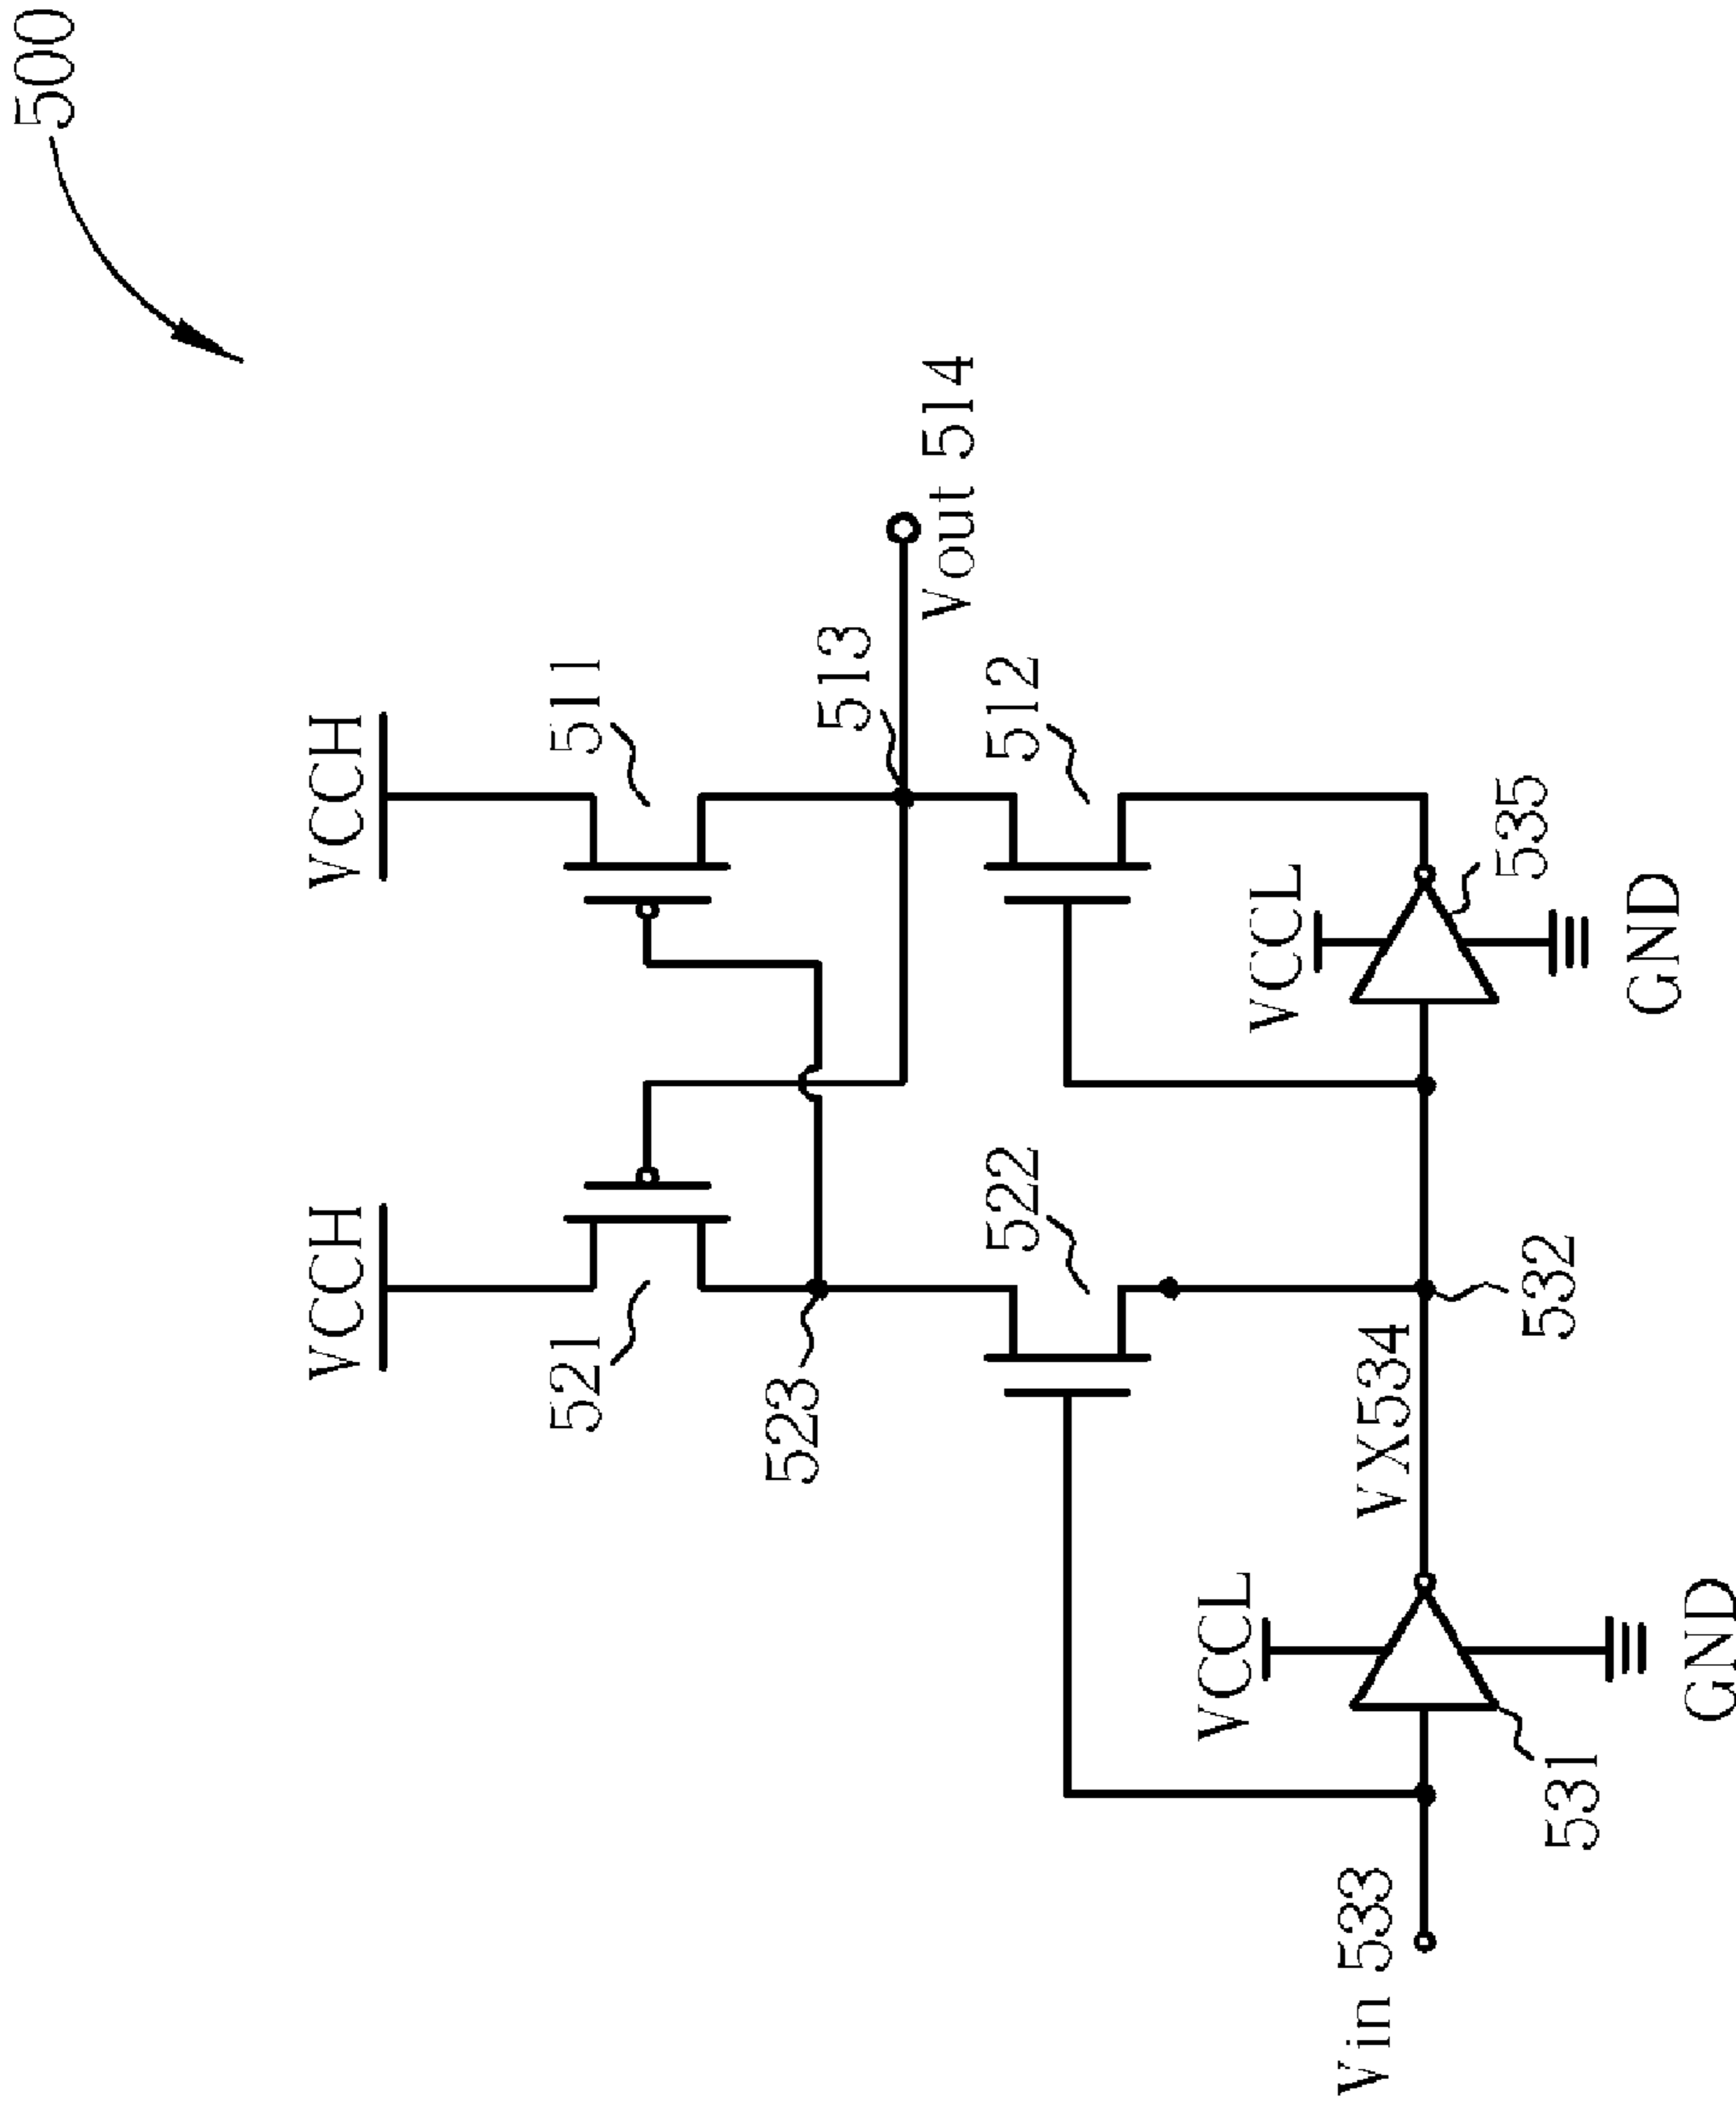 500
VCCH
VCCH
521
511
523
513
Vout 514
522
512
VCCL
VX534
VCCL
535
Vin 533
532
531
GND
GND